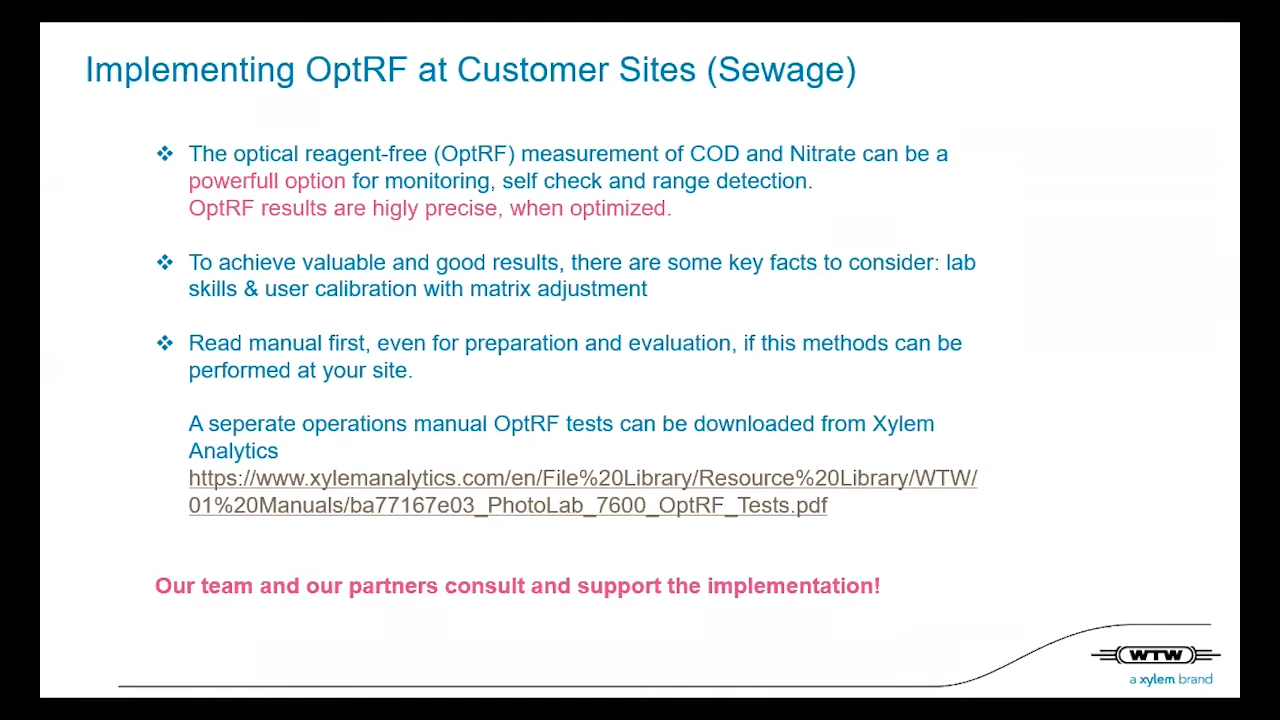 Implementing OptRF at Customer Sites (Sewage)
❖ The optical reagent-free (OptRF) measurement of COD and Nitrate can be a
powerfull option for monitoring, self check and range detection.
OptRF results are higly precise, when optimized.
❖ To achieve valuable and good results, there are some key facts to consider: lab
skills & user calibration with matrix adjustment
❖ Read manual first, even for preparation and evaluation, if this methods can be
performed at your site.
A seperate operations manual OptRF tests can be downloaded from Xylem
Analytics
https://www.xylemanalytics.com/en/File%20Library/Resource%20Library/WTW/
01%20Manuals/ba77167e03_PhotoLab_7600_OptRF_Tests.pdf
Our team and our partners consult and support the implementation!
WTW
a xylem brand